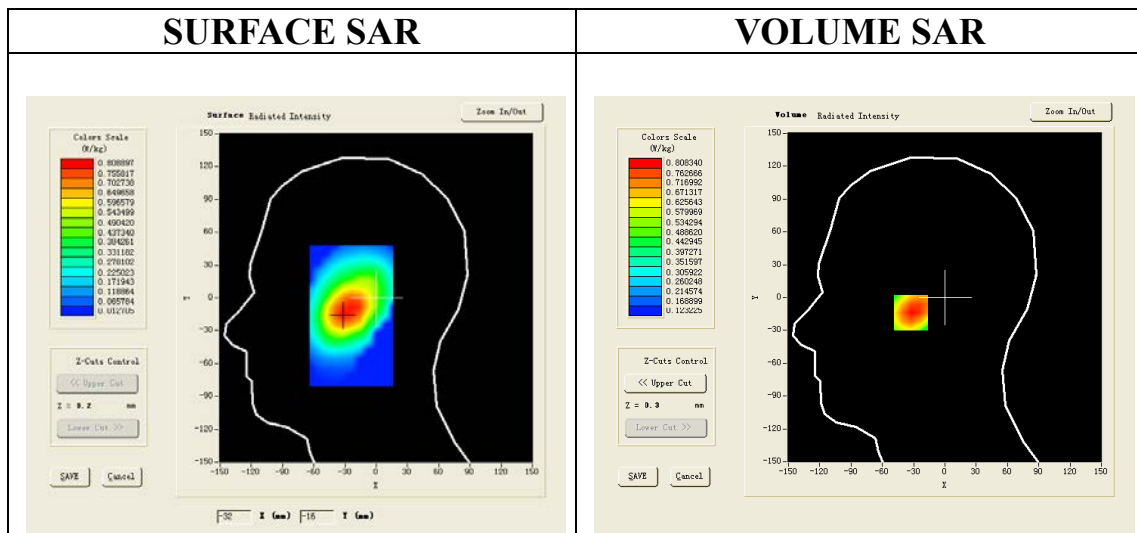 SURFACE SAR
VOLUME SAR
Surface Radiated Intensity
Zoom In/Out
Colors Scale
(W/kg)
0.808897
0.755817
0.702738
0.649658
0.596579
0.543499
0.490420
0.437340
0.384261
0.331182
0.278102
0.225023
0.171943
0.118864
0.065784
0.012705
150
120
90
60
30
0
-30
-60
-90
-120
-150
Y
-150 -120 -90 -60 -30 0 30 60 90 120 150
X
Z-Cuts Control
<< Upper Cut
Z = 0.2 mm
Lower Cut >>
SAVE Cancel
-32 X (mm) -16 Y (mm)
Volume Radiated Intensity
Zoom In/Out
Colors Scale
(W/kg)
0.808340
0.762666
0.716992
0.671317
0.625643
0.579969
0.534294
0.488620
0.442945
0.397271
0.351597
0.305922
0.260248
0.214574
0.168899
0.123225
150
120
90
60
30
0
-30
-60
-90
-120
-150
Y
-150 -120 -90 -60 -30 0 30 60 90 120 150
X
Z-Cuts Control
<< Upper Cut
Z = 0.3 mm
Lower Cut >>
SAVE Cancel